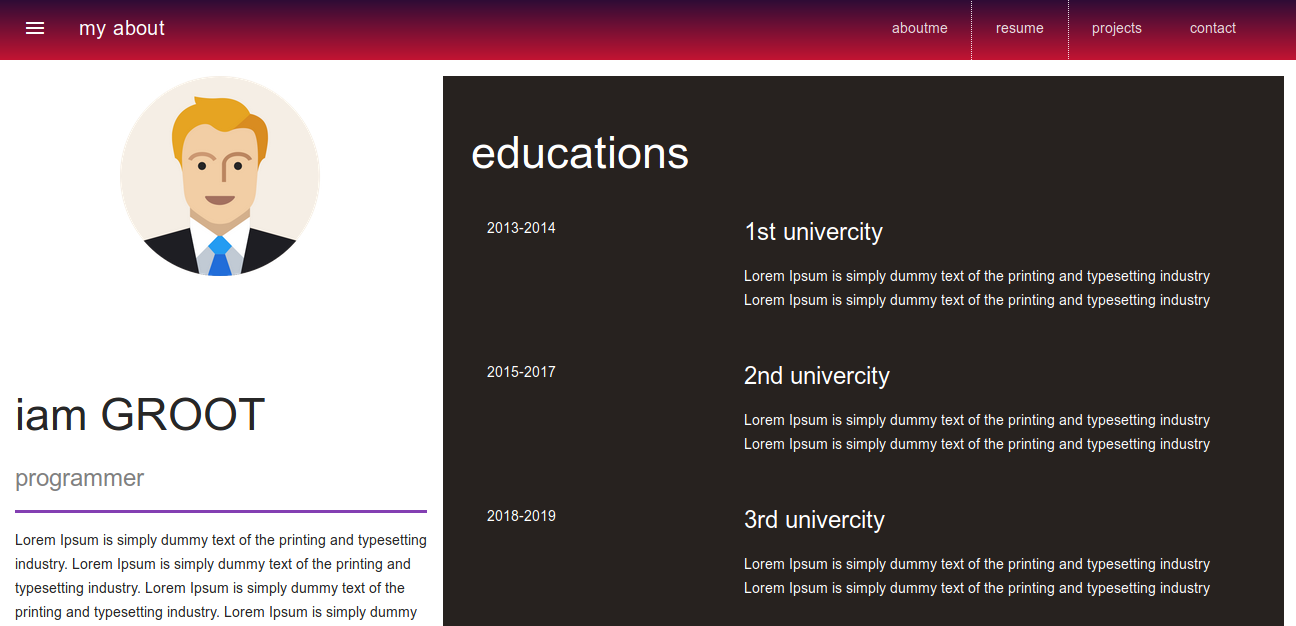 my about
aboutme
resume
projects
contact
iam GROOT
programmer
Lorem Ipsum is simply dummy text of the printing and typesetting
industry. Lorem Ipsum is simply dummy text of the printing and
typesetting industry. Lorem Ipsum is simply dummy text of the
printing and typesetting industry. Lorem Ipsum is simply dummy
educations
2013-2014
1st univercity
Lorem Ipsum is simply dummy text of the printing and typesetting industry
Lorem Ipsum is simply dummy text of the printing and typesetting industry
2015-2017
2nd univercity
Lorem Ipsum is simply dummy text of the printing and typesetting industry
Lorem Ipsum is simply dummy text of the printing and typesetting industry
2018-2019
3rd univercity
Lorem Ipsum is simply dummy text of the printing and typesetting industry
Lorem Ipsum is simply dummy text of the printing and typesetting industry